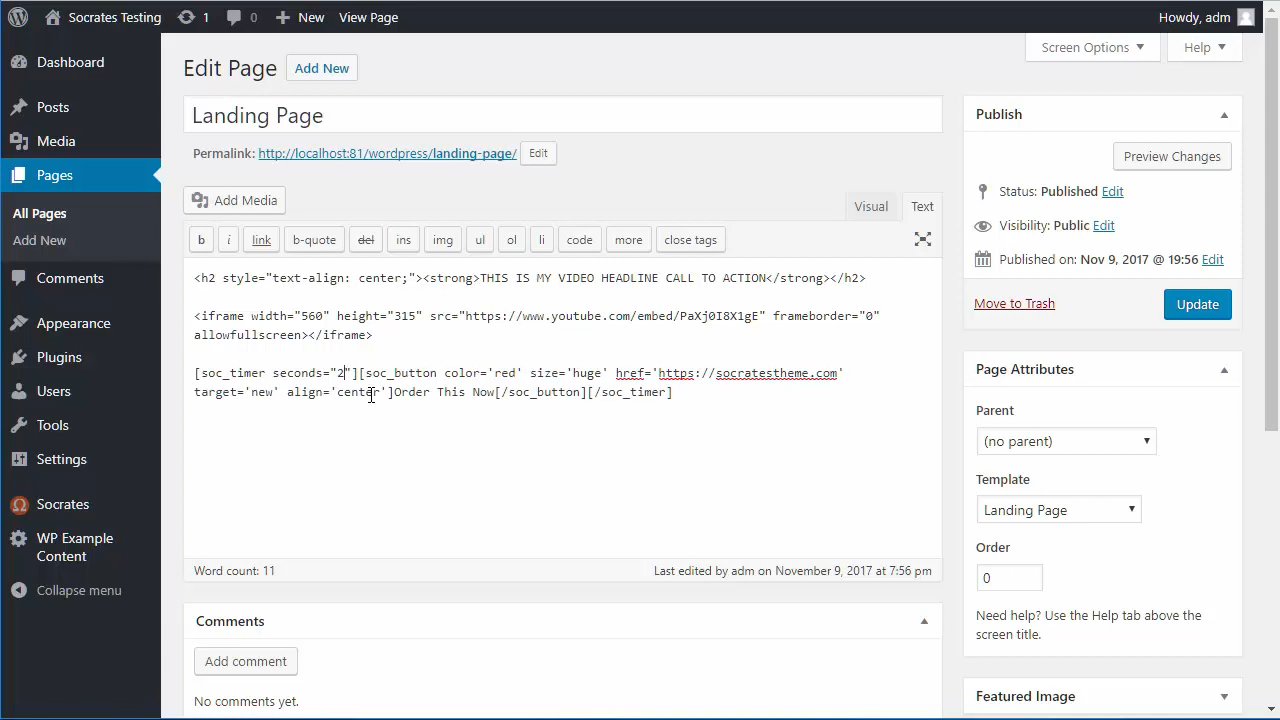 Socrates Testing 1 0 New View Page Howdy, adm
Dashboard
Posts
Media
Pages
All Pages
Add New
Comments
Appearance
Plugins
Users
Tools
Settings
Socrates
WP Example
Content
Collapse menu
Screen Options Help
Edit Page Add New
Landing Page
Permalink: http://localhost:81/wordpress/landing-page/ Edit
Add Media
Visual Text
b i link b-quote del ins img ul ol li code more close tags
<h2 style="text-align: center;"><strong>THIS IS MY VIDEO HEADLINE CALL TO ACTION</strong></h2>
<iframe width="560" height="315" src="https://www.youtube.com/embed/PaXj0I8X1gE" frameborder="0"
allowfullscreen></iframe>
[soc_timer seconds="2"][soc_button color='red' size='huge' href='https://socratestheme.com'
target='new' align='center']Order This Now[/soc_button][/soc_timer]
Word count: 11 Last edited by adm on November 9, 2017 at 7:56 pm
Comments
Add comment
No comments yet.
Publish
Preview Changes
Status: Published Edit
Visibility: Public Edit
Published on: Nov 9, 2017 @ 19:56 Edit
Move to Trash Update
Page Attributes
Parent
(no parent)
Template
Landing Page
Order
0
Need help? Use the Help tab above the
screen title.
Featured Image